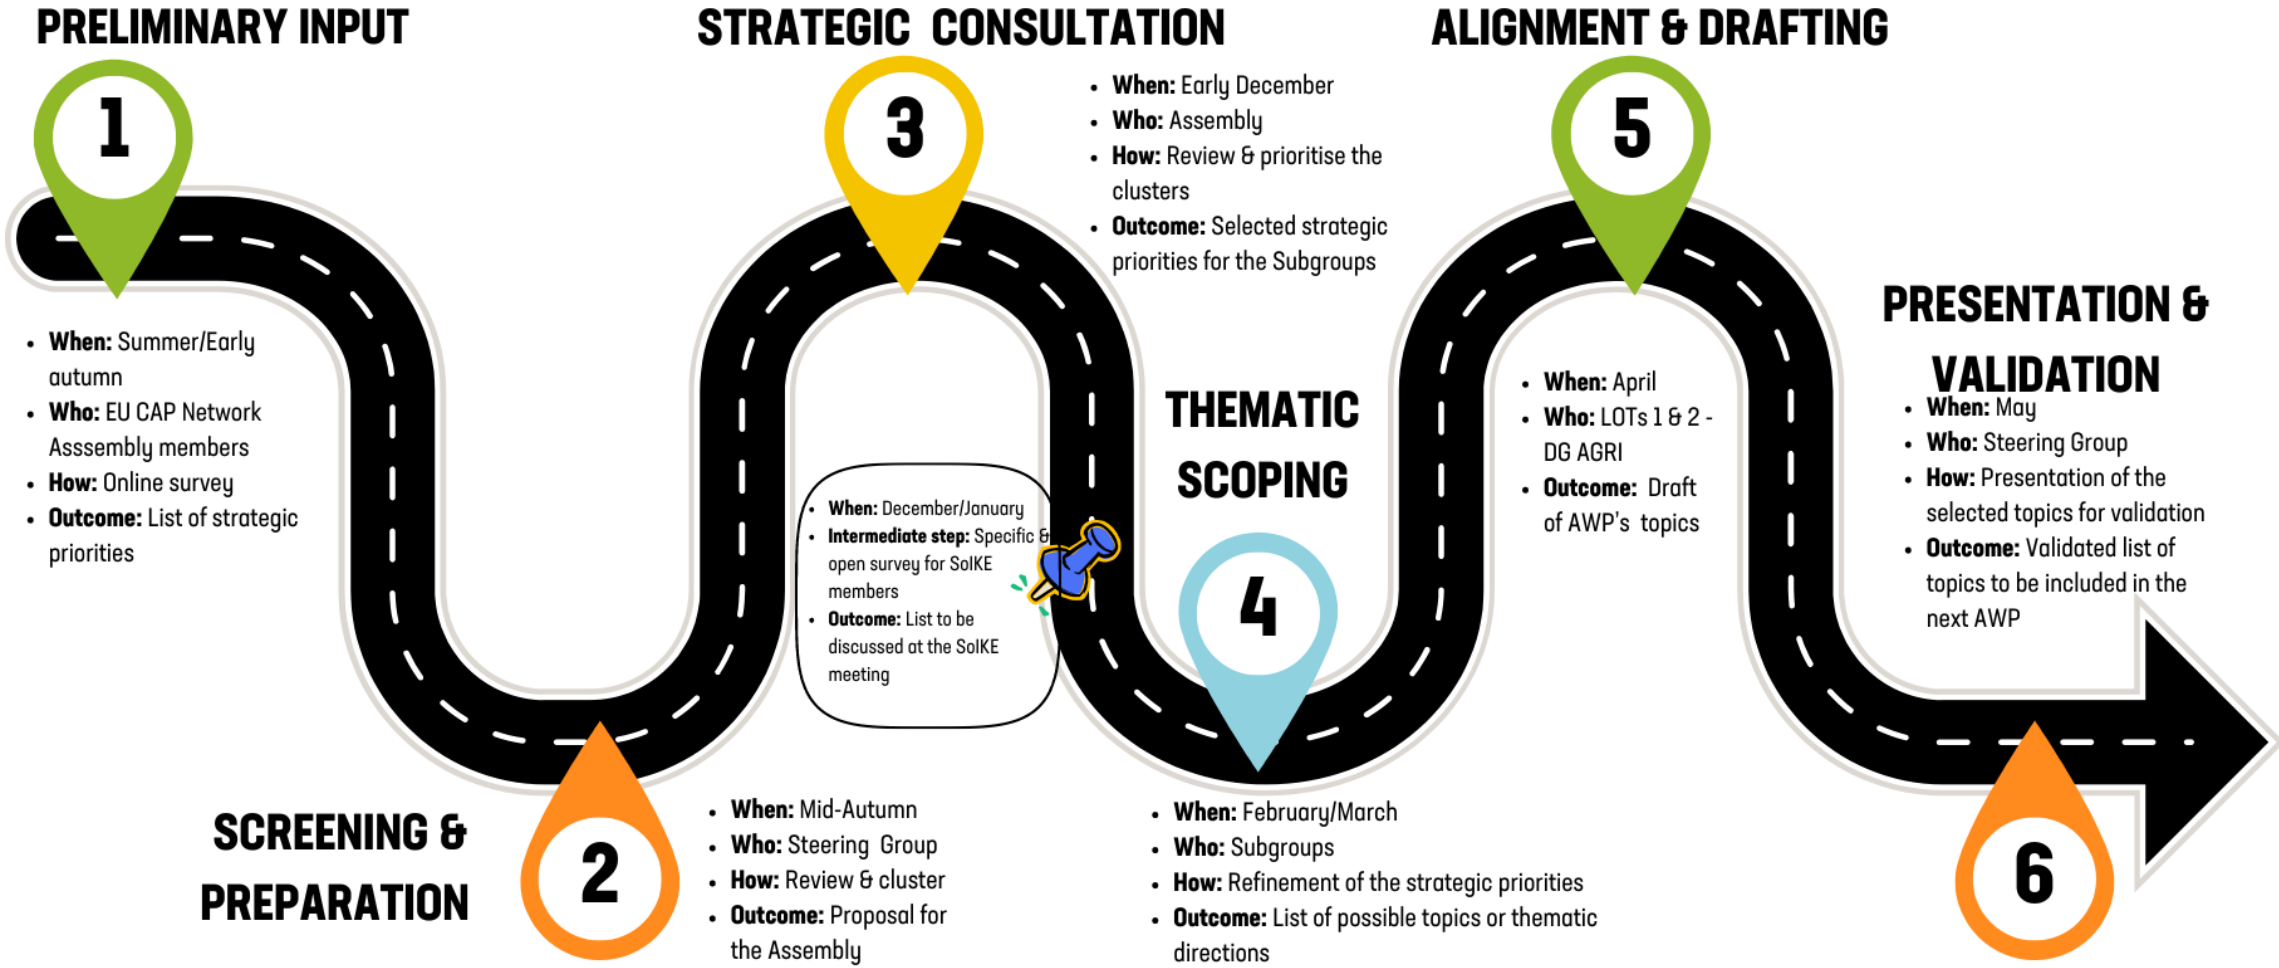 PRELIMINARY INPUT
1
• When: Summer/Early
autumn
• Who: EU CAP Network
Asssembly members
• How: Online survey
• Outcome: List of strategic
priorities
SCREENING &
PREPARATION
2
• When: Mid-Autumn
• Who: Steering Group
• How: Review & cluster
• Outcome: Proposal for
the Assembly
STRATEGIC CONSULTATION
3
• When: Early December
• Who: Assembly
• How: Review & prioritise the
clusters
• Outcome: Selected strategic
priorities for the Subgroups
• When: December/January
• Intermediate step: Specific &
open survey for SoIKE
members
• Outcome: List to be
discussed at the SoIKE
meeting
THEMATIC
SCOPING
4
• When: February/March
• Who: Subgroups
• How: Refinement of the strategic priorities
• Outcome: List of possible topics or thematic
directions
ALIGNMENT & DRAFTING
5
• When: April
• Who: LOTs 1 & 2 -
DG AGRI
• Outcome: Draft
of AWP's topics
PRESENTATION &
VALIDATION
• When: May
• Who: Steering Group
• How: Presentation of the
selected topics for validation
• Outcome: Validated list of
topics to be included in the
next AWP
6